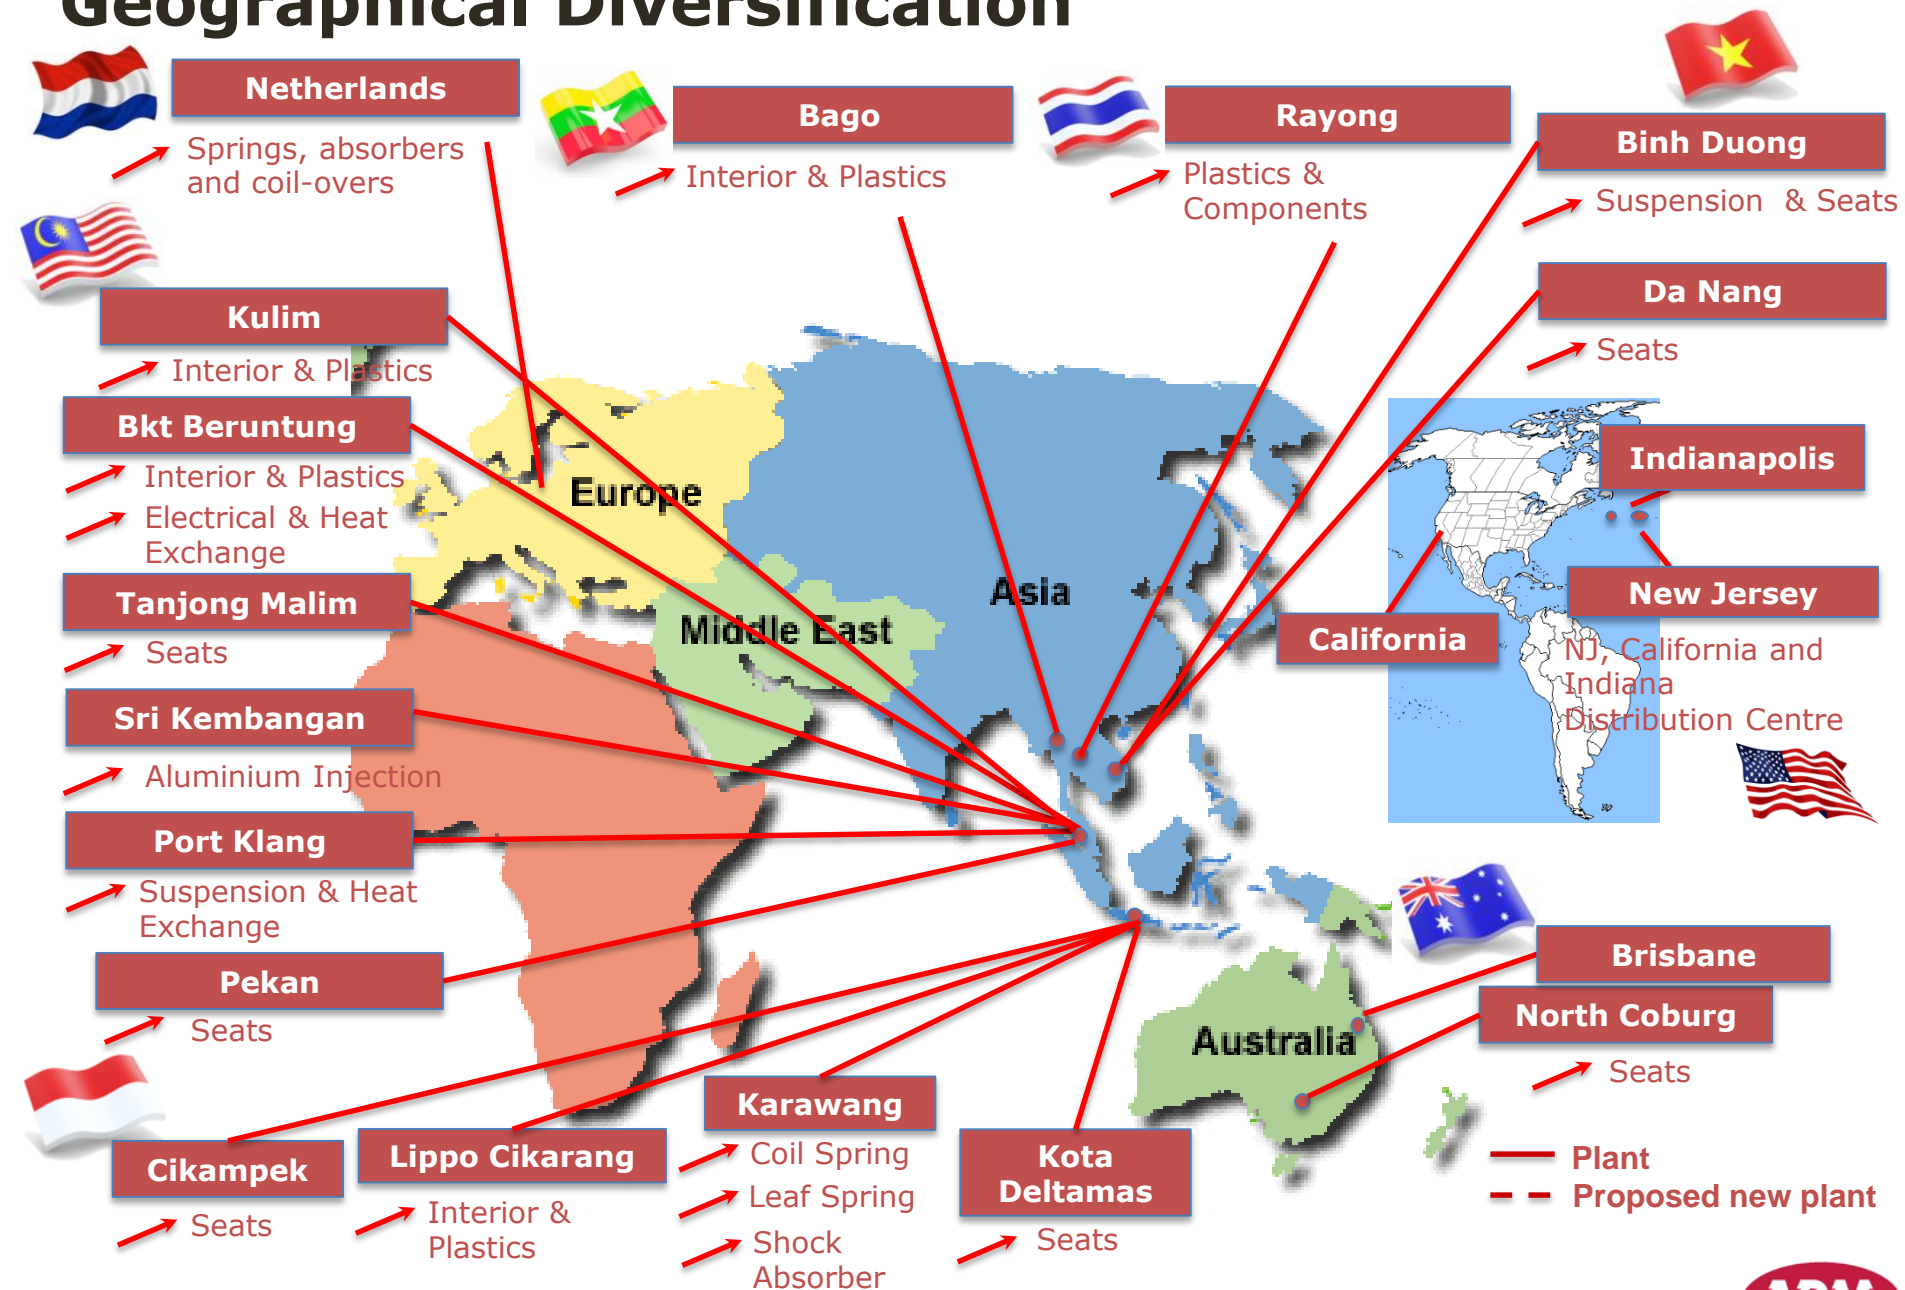 Geographical Diversification
Netherlands
Springs, absorbers
and coil-overs
Bago
Interior & Plastics
Rayong
Plastics &
Components
Binh Duong
Suspension & Seats
Da Nang
Seats
Kulim
Interior & Plastics
Bkt Beruntung
Interior & Plastics
Electrical & Heat
Exchange
Tanjong Malim
Seats
Sri Kembangan
Aluminium Injection
Port Klang
Suspension & Heat
Exchange
Pekan
Seats
Europe
Middle East
Asia
Australia
Indianapolis
New Jersey
California
NJ, California and
Indiana
Distribution Centre
Brisbane
North Coburg
Seats
Cikampek
Seats
Lippo Cikarang
Interior &
Plastics
Karawang
Coil Spring
Leaf Spring
Shock
Absorber
Kota
Deltamas
Seats
Plant
Proposed new plant